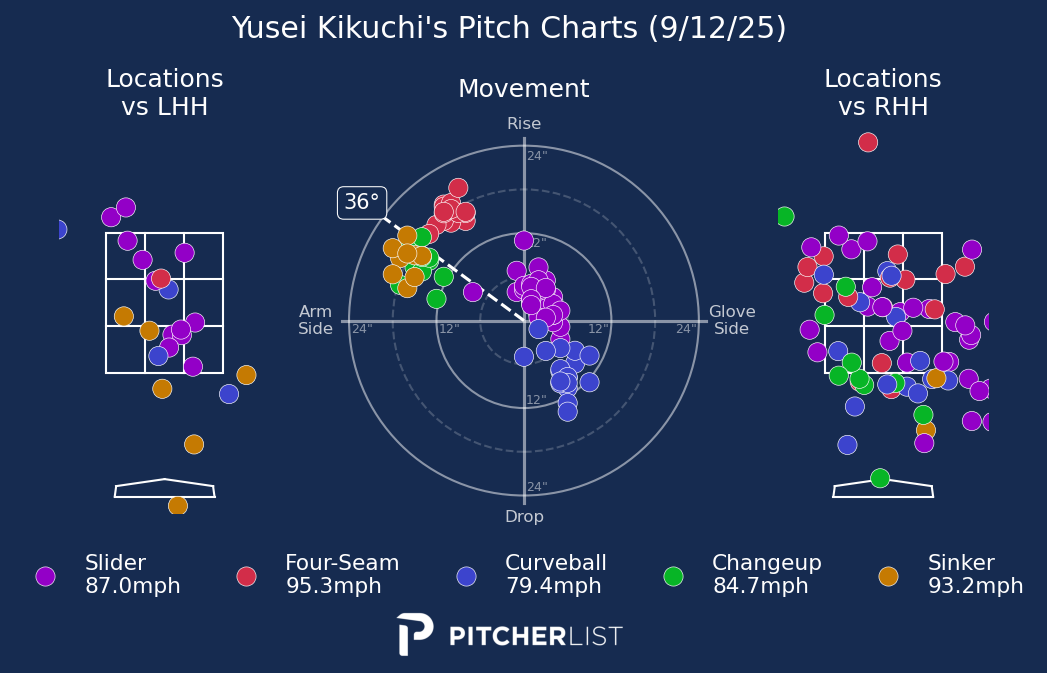 Yusei Kikuchi's Pitch Charts (9/12/25)
Locations
vs LHH
Movement
Locations
vs RHH
Rise
24"
36°
2"
Arm
Side
24"
12"
12"
24"
Glove
Side
12"
24"
Drop
Slider
87.0mph
Four-Seam
95.3mph
Curveball
79.4mph
Changeup
84.7mph
Sinker
93.2mph
PITCHERLIST